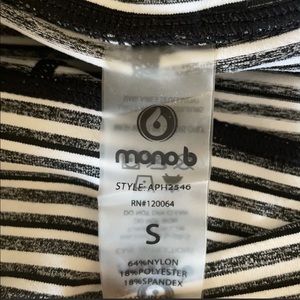 mono.b
STYLE: APH2546
RN#120064
S
64%NYLON
18%POLYESTER
18%SPANDEX